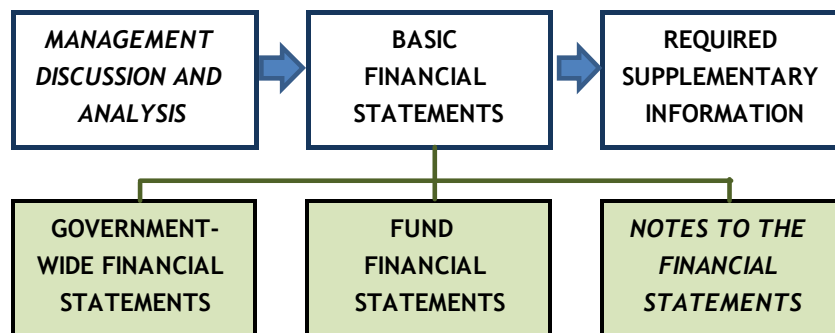 MANAGEMENT
DISCUSSION AND
ANALYSIS
BASIC
FINANCIAL
STATEMENTS
REQUIRED
SUPPLEMENTARY
INFORMATION
GOVERNMENT-
WIDE FINANCIAL
STATEMENTS
FUND
FINANCIAL
STATEMENTS
NOTES TO THE
FINANCIAL
STATEMENTS